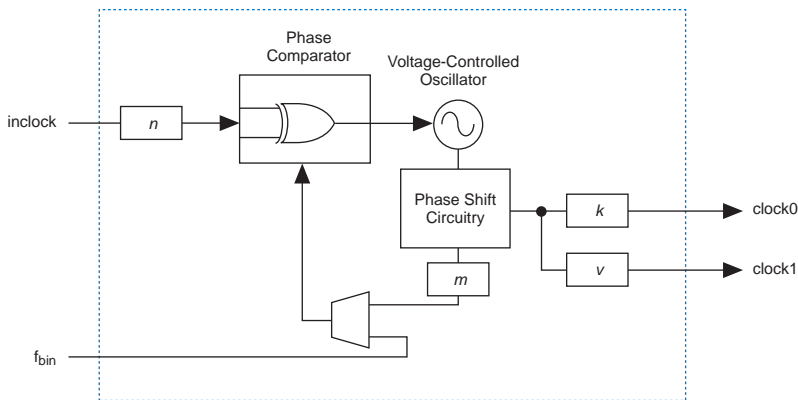 Phase
Comparator
Voltage-Controlled
Oscillator
inclock
n
Phase Shift
Circuitry
k
clock0
v
clock1
m
fbin